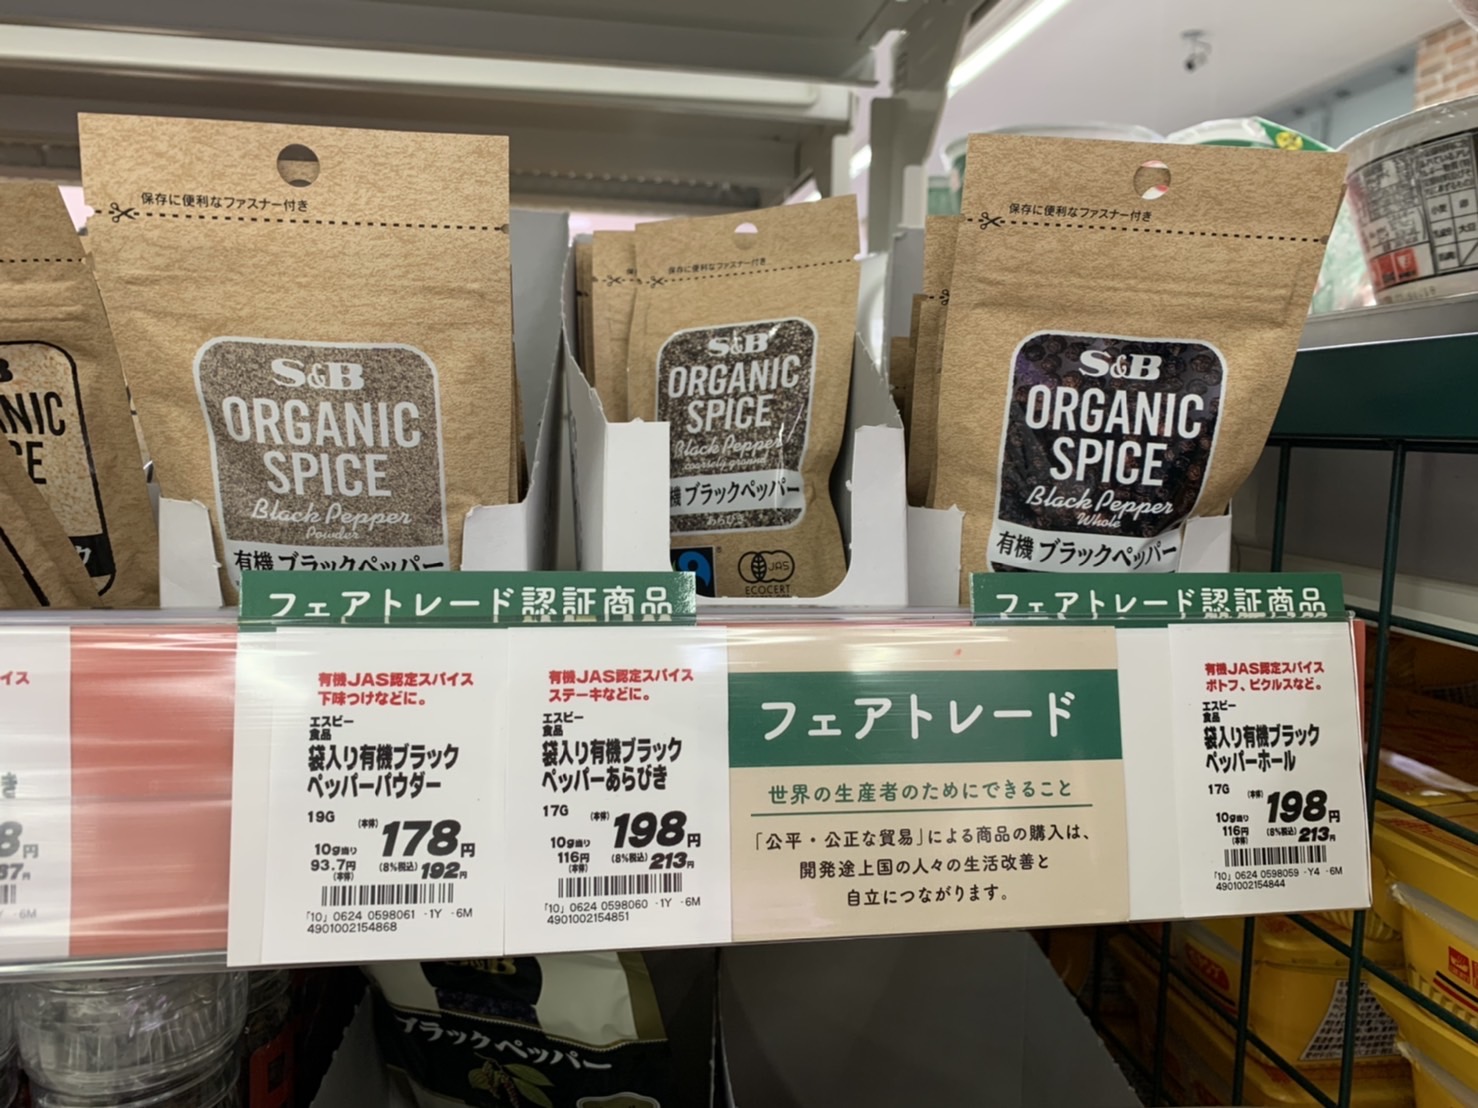 保存に便利なファスナー付き
S&B
ORGANIC
SPICE
Black Pepper
Powder
有機 ブラックペッパー
保存に便利なファスナー付き
S&B
ORGANIC
SPICE
Black Pepper
coarsely ground
機 ブラックペッパー
JAS
ECOCERT
保存に便利なファスナー付き
S&B
ORGANIC
SPICE
Black Pepper
Whole
有機 ブラックペッパー
フェアトレード認証商品
フェアトレード認証商品
有機JAS認定スパイス
下味つけなどに。
エスビー
食品
袋入り有機ブラック
ペッパーパウダー
19G
(本体) 178円
10g当り
93.7円
(本体)
(8%税込) 192円
「10」 0624 0598061 -1Y -6M
4901002154868
有機JAS認定スパイス
ステーキなどに。
エスビー
食品
袋入り有機ブラック
ペッパーあらびき
17G
(本体) 198円
10g当り
116円
(本体)
(8%税込) 213円
「10」 0624 0598060 -1Y -6M
4901002154851
フェアトレード
世界の生産者のためにできること
「公平・公正な貿易」による商品の購入は、
開発途上国の人々の生活改善と
自立につながります。
有機JAS認定スパイス
ポトフ、ピクルスなど。
エスビー
食品
袋入り有機ブラック
ペッパーホール
17G
(本体) 198円
10g当り
116円
(本体)
(8%税込) 213円
「10」 0624 0598059 -Y4 -6M
4901002154844
ブラックペッパー